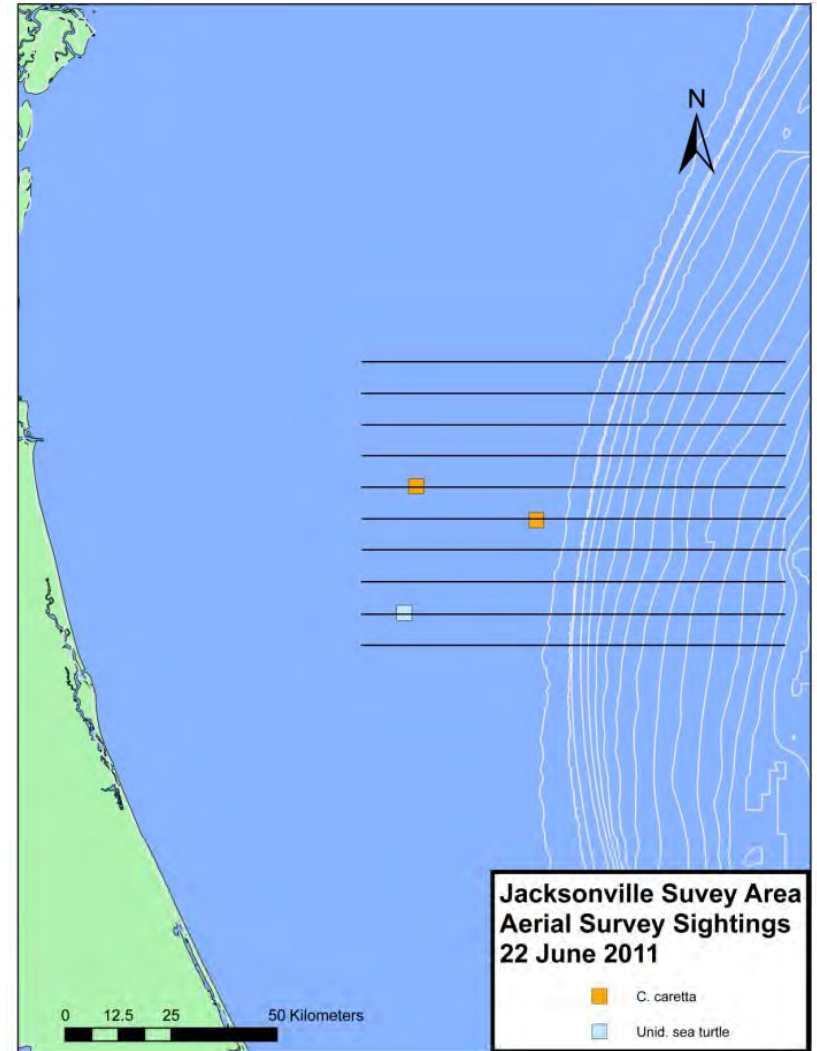 N
Jacksonville Suvey Area
Aerial Survey Sightings
22 June 2011
C. caretta
Unid. sea turtle
0 12.5 25 50 Kilometers